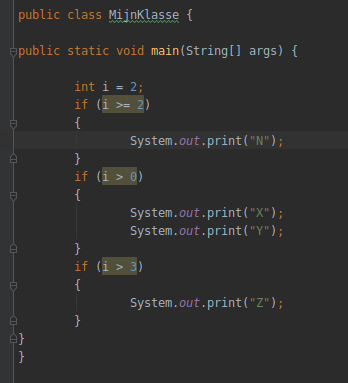 public class MijnKlasse {
public static void main(String[] args) {
int i = 2;
if (i >= 2)
{
System.out.print("N");
}
if (i > 0)
{
System.out.print("X");
System.out.print("Y");
}
if (i > 3)
{
System.out.print("Z");
}
}
}